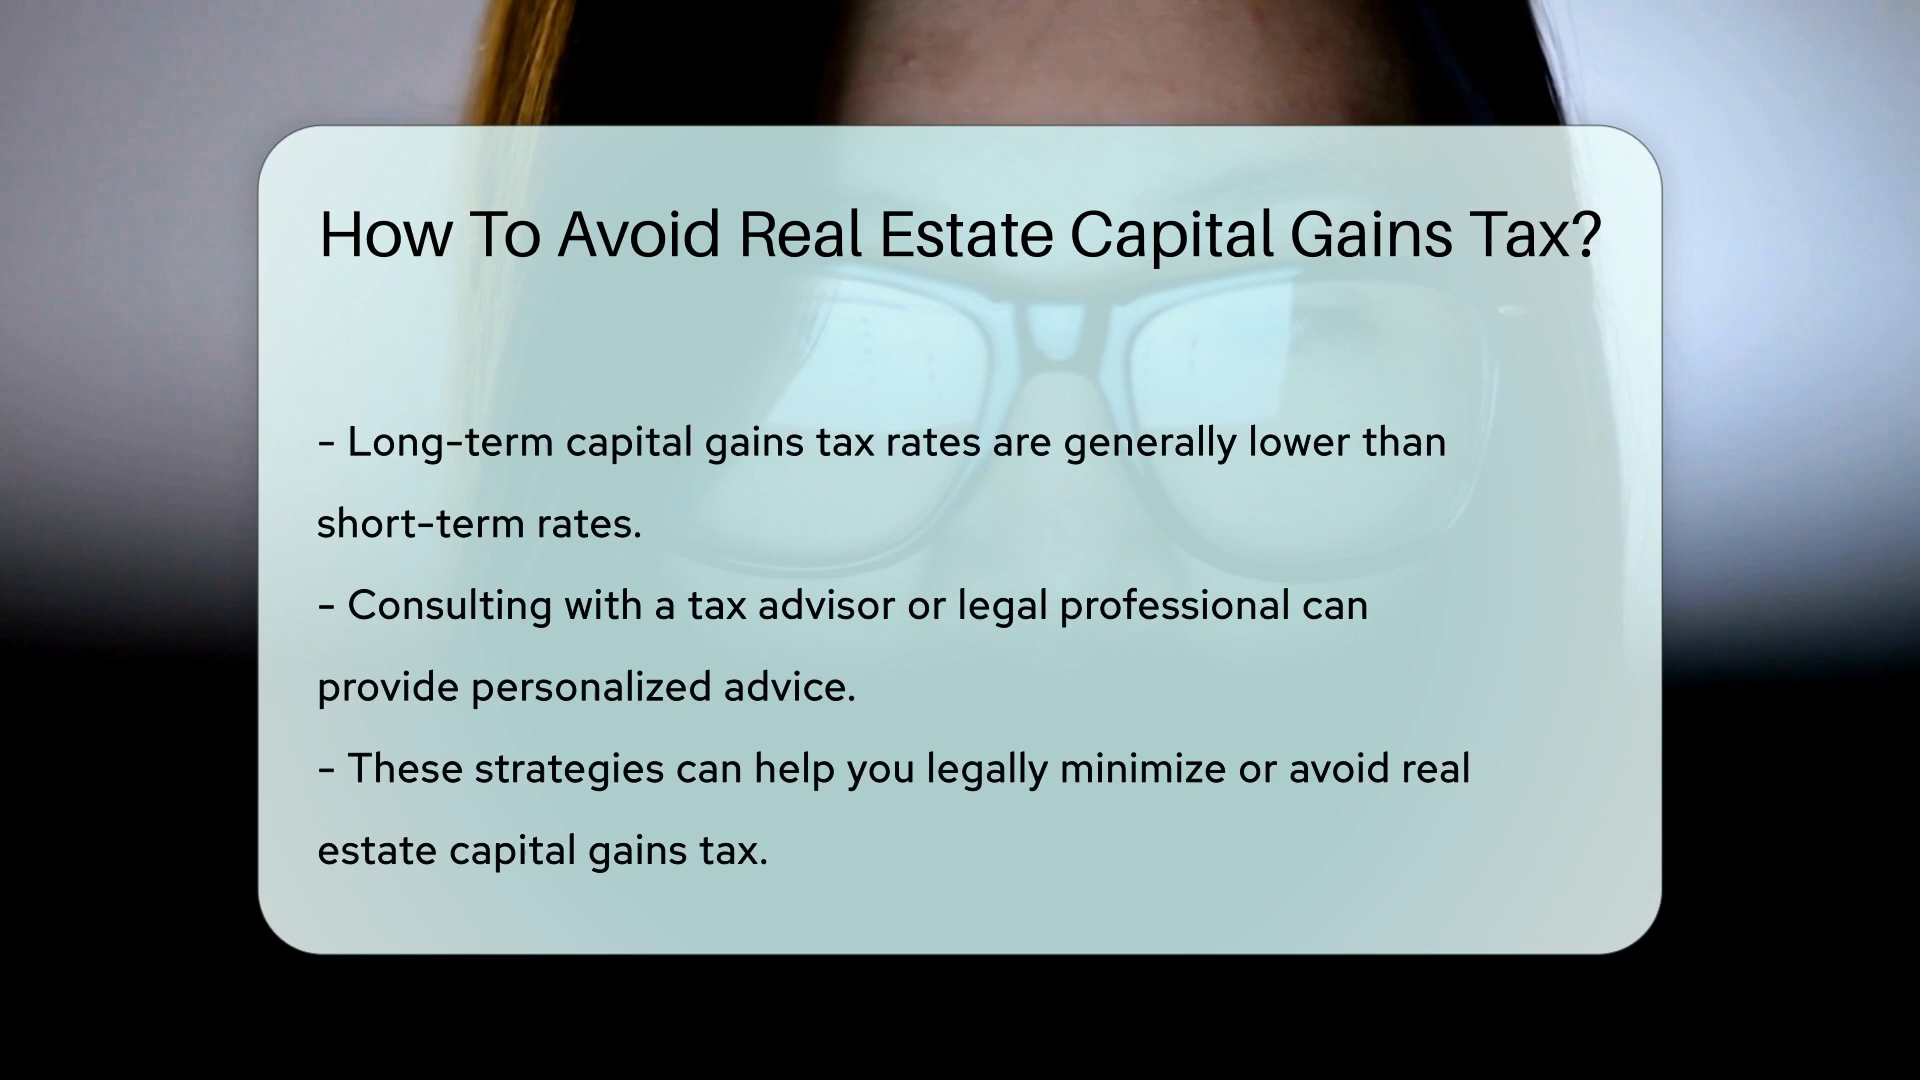 How To Avoid Real Estate Capital Gains Tax?
- Long-term capital gains tax rates are generally lower than
short-term rates.
- Consulting with a tax advisor or legal professional can
provide personalized advice.
- These strategies can help you legally minimize or avoid real
estate capital gains tax.